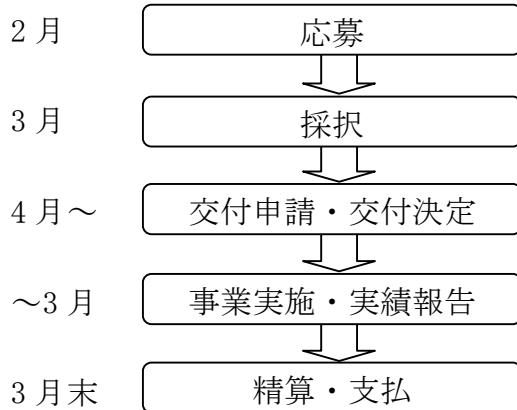 2月 応募
3月 採択
4月～ 交付申請・交付決定
～3月 事業実施・実績報告
3月末 精算・支払